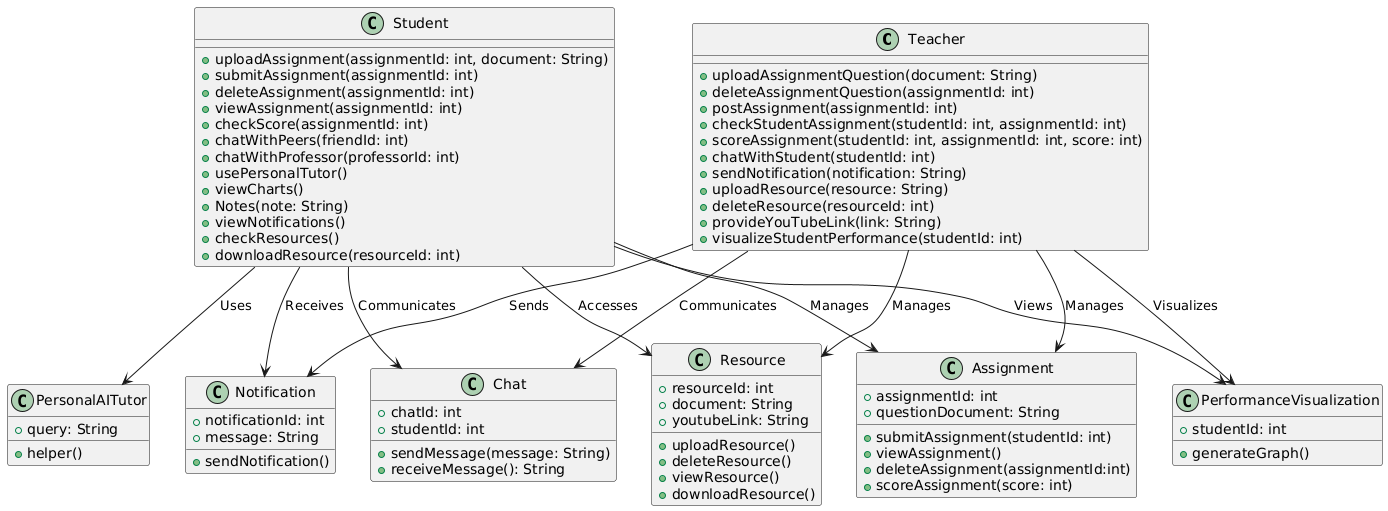 C Student
uploadAssignment(assignmentId: int, document: String)
submitAssignment(assignmentId: int)
deleteAssignment(assignmentId: int)
viewAssignment(assignmentId: int)
checkScore(assignmentId: int)
chatWithPeers(friendId: int)
chatWithProfessor(professorId: int)
usePersonalTutor()
viewCharts()
Notes(note: String)
viewNotifications()
checkResources()
downloadResource(resourceId: int)
C Teacher
uploadAssignmentQuestion(document: String)
deleteAssignmentQuestion(assignmentId: int)
postAssignment(assignmentId: int)
checkStudentAssignment(studentId: int, assignmentId: int)
scoreAssignment(studentId: int, assignmentId: int, score: int)
chatWithStudent(studentId: int)
sendNotification(notification: String)
uploadResource(resource: String)
deleteResource(resourceId: int)
provideYouTubeLink(link: String)
visualizeStudentPerformance(studentId: int)
Uses
Receives
Communicates
Sends
Accesses
Communicates
Manages
Manages
Views
Manages
Visualizes
C PersonalAITutor
query: String
helper()
C Notification
notificationId: int
message: String
sendNotification()
C Chat
chatId: int
studentId: int
sendMessage(message: String)
receiveMessage(): String
C Resource
resourceId: int
document: String
youtubeLink: String
uploadResource()
deleteResource()
viewResource()
downloadResource()
C Assignment
assignmentId: int
questionDocument: String
submitAssignment(studentId: int)
viewAssignment()
deleteAssignment(assignmentId:int)
scoreAssignment(score: int)
C PerformanceVisualization
studentId: int
generateGraph()